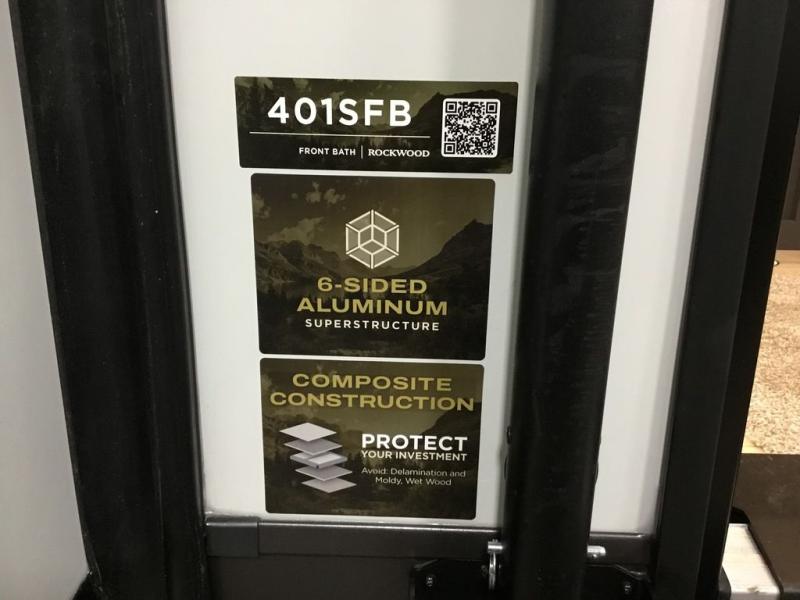 401SFB
FRONT BATH | ROCKWOOD
6-SIDED
ALUMINUM
SUPERSTRUCTURE
COMPOSITE
CONSTRUCTION
PROTECT
YOUR INVESTMENT
Avoid: Delamination and
Moldy, Wet Wood